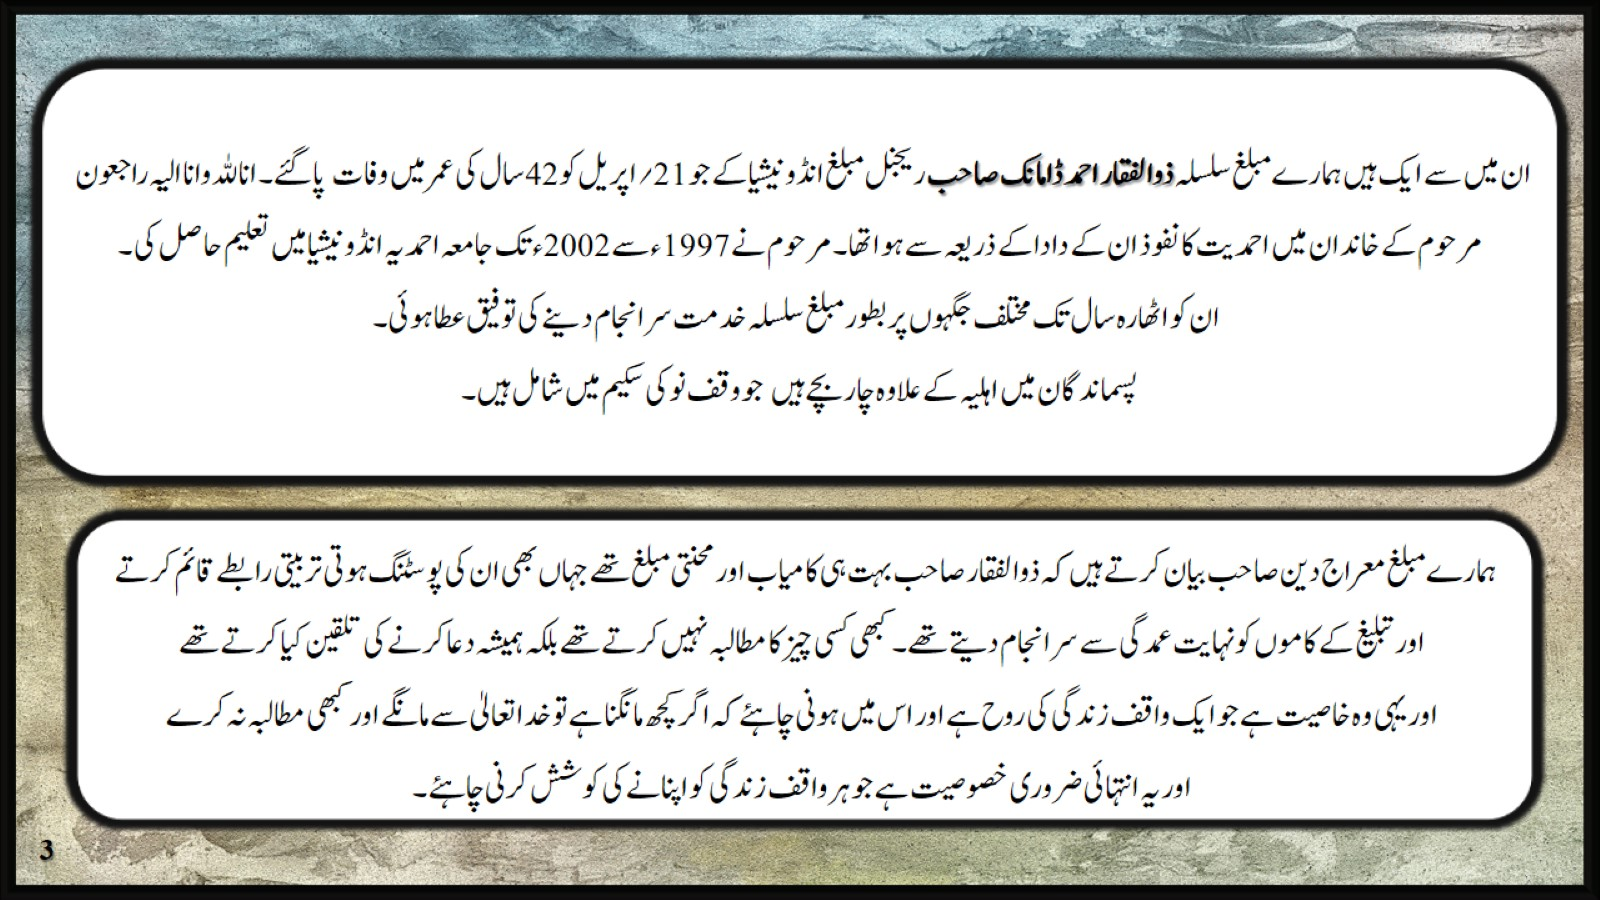 ان میں سے ایک ہیں ہمارے مبلغ سلسلہ ذوالفقار احمد ڈامانک صاحب ریجنل مبلغ انڈونیشیا کے جو 21؍ اپریل کو 42 سال کی عمر میں وفات پا گئے۔ اناللہ وانا الیہ راجعون
مرحوم کے خاندان میں احمدیت کا نفوذ ان کے دادا کے ذریعہ سے ہوا تھا۔ مرحوم نے 1997ء سے 2002ء تک جامعہ احمدیہ انڈونیشیا میں تعلیم حاصل کی۔
ان کو اٹھارہ سال تک مختلف جگہوں پر بطور مبلغ سلسلہ خدمت سرانجام دینے کی توفیق عطا ہوئی۔
پسماندگان میں اہلیہ کے علاوہ چار بچے ہیں جو وقف نو کی سکیم میں شامل ہیں۔
ہمارے مبلغ معراج دین صاحب بیان کرتے ہیں کہ ذوالفقار صاحب بہت ہی کامیاب اور محنتی مبلغ تھے جہاں بھی ان کی پوسٹنگ ہوتی تربیتی رابطے قائم کرتے
اور تبلیغ کے کاموں کو نہایت عمدگی سے سرانجام دیتے تھے۔ کبھی کسی چیز کا مطالبہ نہیں کرتے تھے بلکہ ہمیشہ دعا کرنے کی تلقین کیا کرتے تھے
اور یہی وہ خاصیت ہے جو ایک واقف زندگی کی روح ہے اور اس میں ہونی چاہئے کہ اگر کچھ مانگنا ہے تو خدا تعالیٰ سے مانگے اور کبھی مطالبہ نہ کرے
اور یہ انتہائی ضروری خصوصیت ہے جو ہر واقف زندگی کو اپنانے کی کوشش کرنی چاہئے۔
3